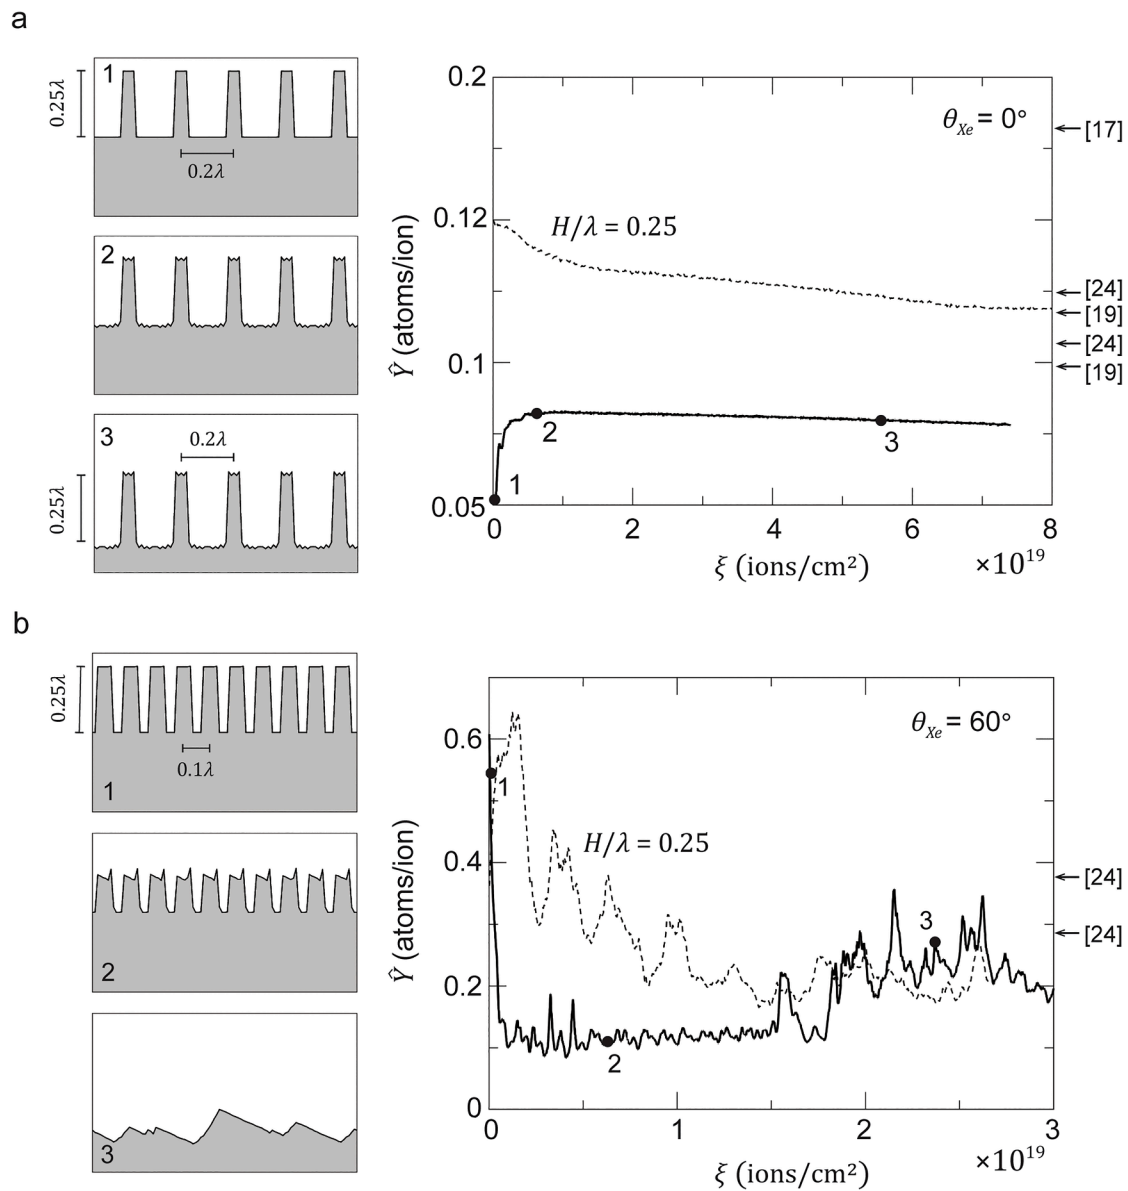 a
1
0.25λ
0.2λ
2
3
0.2λ
0.25λ
0.2
0.12
0.1
0.05
Ŷ (atoms/ion)
θXe = 0°
H/λ = 0.25
1
2
3
[17]
[24]
[19]
[24]
[19]
0 2 4 6 8
ξ (ions/cm²) ×10¹⁹
b
0.25λ
0.1λ
1
2
3
0.6
0.4
0.2
0
Ŷ (atoms/ion)
θXe = 60°
H/λ = 0.25
1
2
3
[24]
[24]
0 1 2 3
ξ (ions/cm²) ×10¹⁹